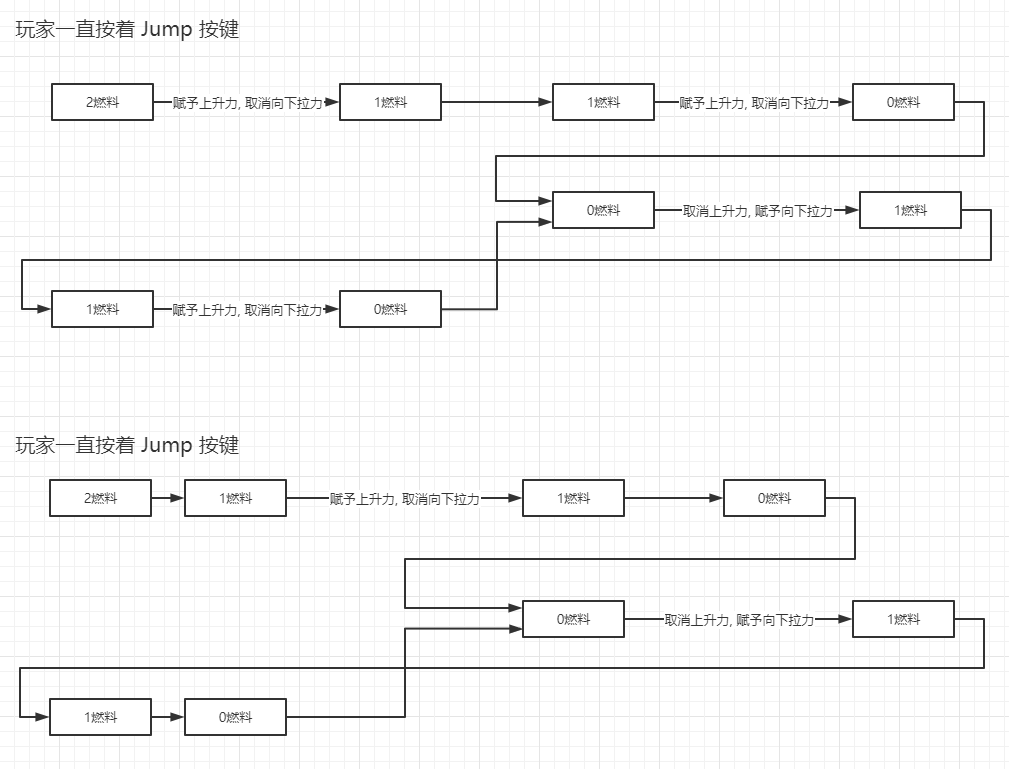 玩家一直按着 Jump 按键
2燃料 赋予上升力, 取消向下拉力 1燃料 1燃料 赋予上升力, 取消向下拉力 0燃料
0燃料 取消上升力, 赋予向下拉力 1燃料
1燃料 赋予上升力, 取消向下拉力 0燃料
玩家一直按着 Jump 按键
2燃料 1燃料 赋予上升力, 取消向下拉力 1燃料 0燃料
0燃料 取消上升力, 赋予向下拉力 1燃料
1燃料 0燃料